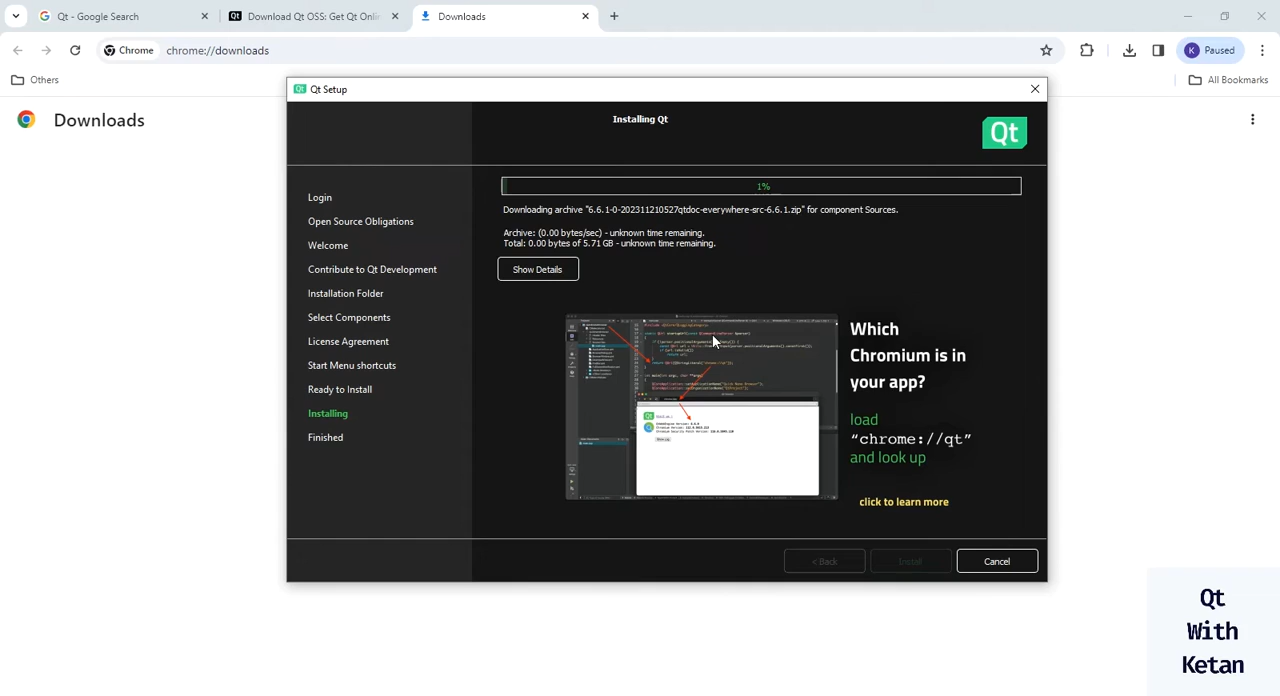 Qt - Google Search
Download Qt OSS: Get Qt Onlin
Downloads
Chrome
chrome://downloads
K
Paused
Others
All Bookmarks
Downloads
Qt
Qt Setup
Installing Qt
Qt
Login
Open Source Obligations
Welcome
Contribute to Qt Development
Installation Folder
Select Components
License Agreement
Start Menu shortcuts
Ready to Install
Installing
Finished
1%
Downloading archive "6.6.1-0-202311210527qtdoc-everywhere-src-6.6.1.zip" for component Sources.
Archive: (0.00 bytes/sec) - unknown time remaining.
Total: 0.00 bytes of 5.71 GB - unknown time remaining.
Show Details
Which
Chromium is in
your app?
load
“chrome://qt”
and look up
click to learn more
< Back
Install
Cancel
Qt
With
Ketan